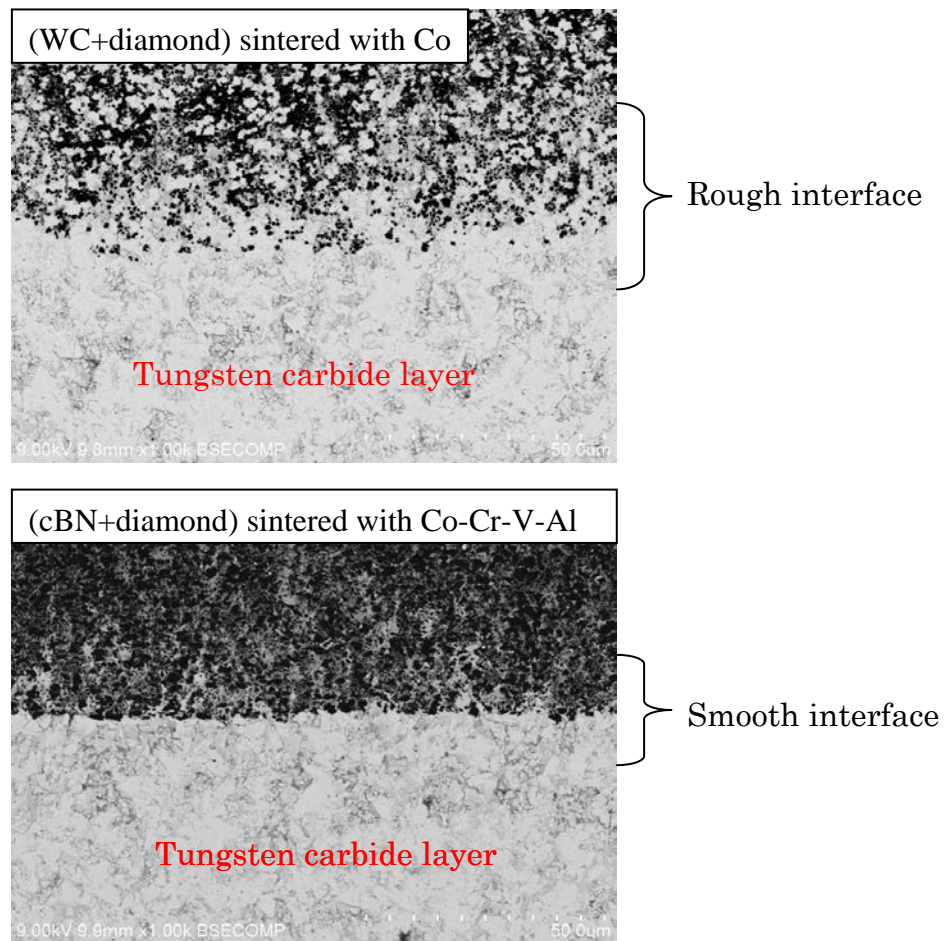 (WC+diamond) sintered with Co
Rough interface
Tungsten carbide layer
9.00kV 9.8mm x1.00k BSECOMP 50.0um
(cBN+diamond) sintered with Co-Cr-V-Al
Smooth interface
Tungsten carbide layer
9.00kV 9.9mm x1.00k BSECOMP 50.0um